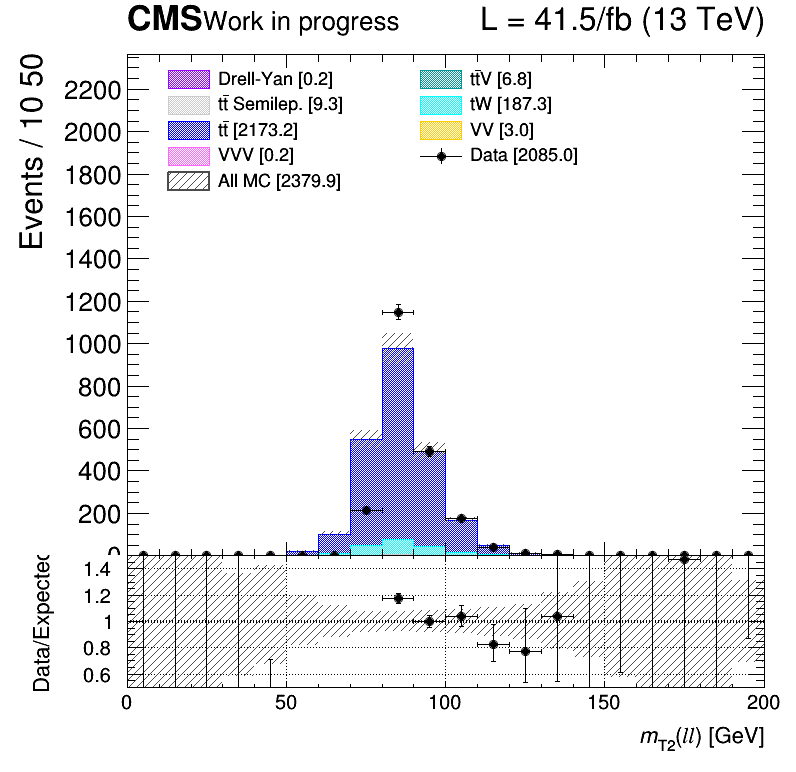 CMS Work in progress L = 41.5/fb (13 TeV)
Events / 10 50
Drell-Yan [0.2]
tt̄ Semilep. [9.3]
tt̄ [2173.2]
VVV [0.2]
All MC [2379.9]
tt̄V [6.8]
tW [187.3]
VV [3.0]
Data [2085.0]
2200
2000
1800
1600
1400
1200
1000
800
600
400
200
0
Data/Expected
1.4
1.2
1
0.8
0.6
0 50 100 150 200
mT2(ll) [GeV]